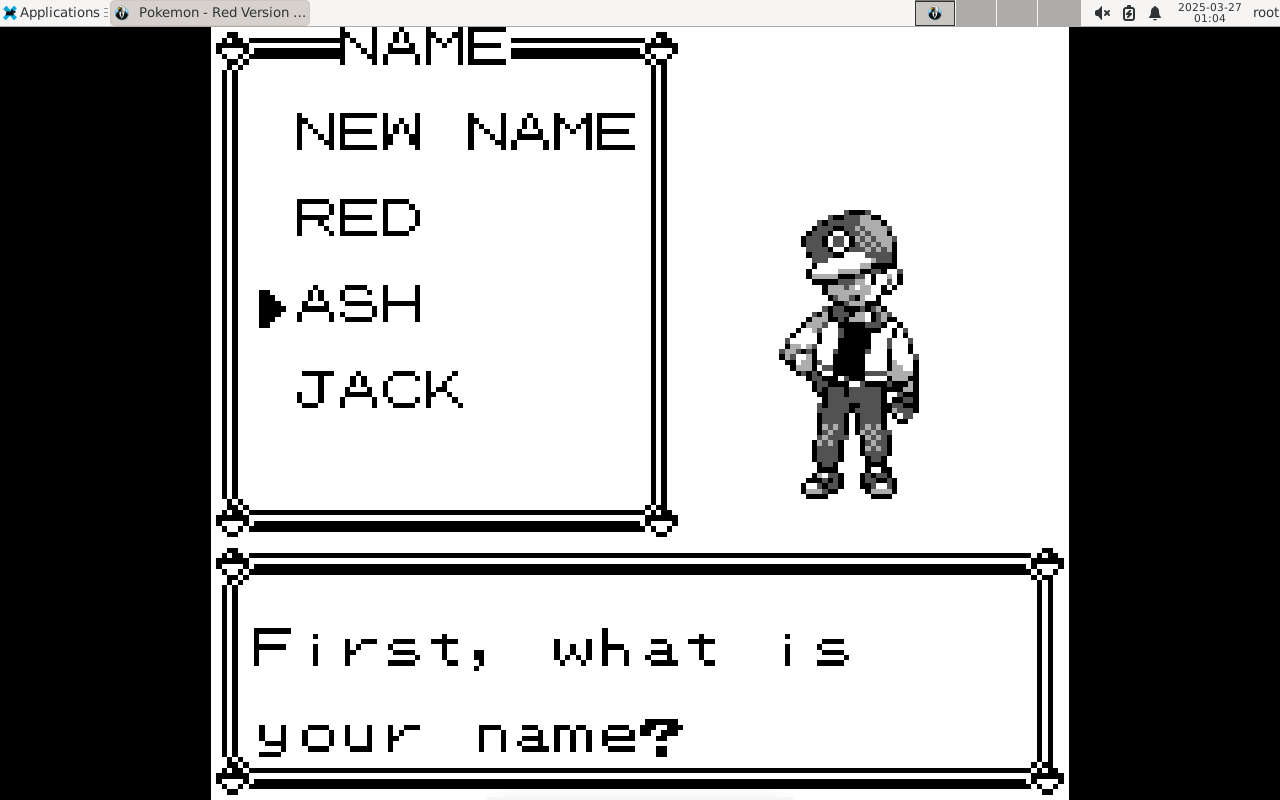 Applications
Pokemon - Red Version ...
2025-03-27
01:04
root
NAME
NEW NAME
RED
ASH
JACK
First, what is
your name?